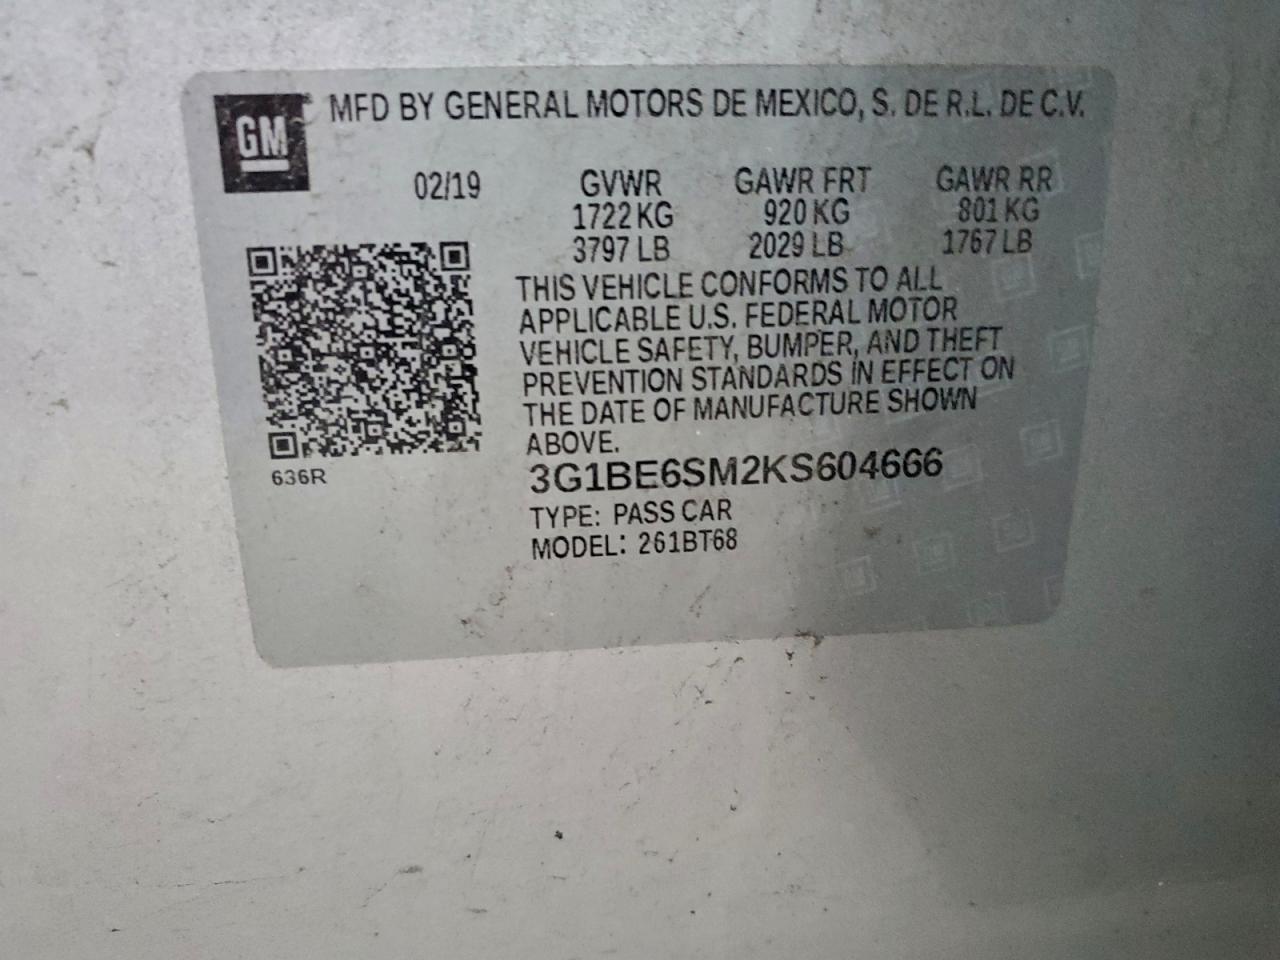 GM MFD BY GENERAL MOTORS DE MEXICO, S. DE R.L. DE C.V.
02/19 GVWR GAWR FRT GAWR RR
1722 KG 920 KG 801 KG
3797 LB 2029 LB 1767 LB
THIS VEHICLE CONFORMS TO ALL
APPLICABLE U.S. FEDERAL MOTOR
VEHICLE SAFETY, BUMPER, AND THEFT
PREVENTION STANDARDS IN EFFECT ON
THE DATE OF MANUFACTURE SHOWN
ABOVE.
636R
3G1BE6SM2KS604666
TYPE: PASS CAR
MODEL: 261BT68